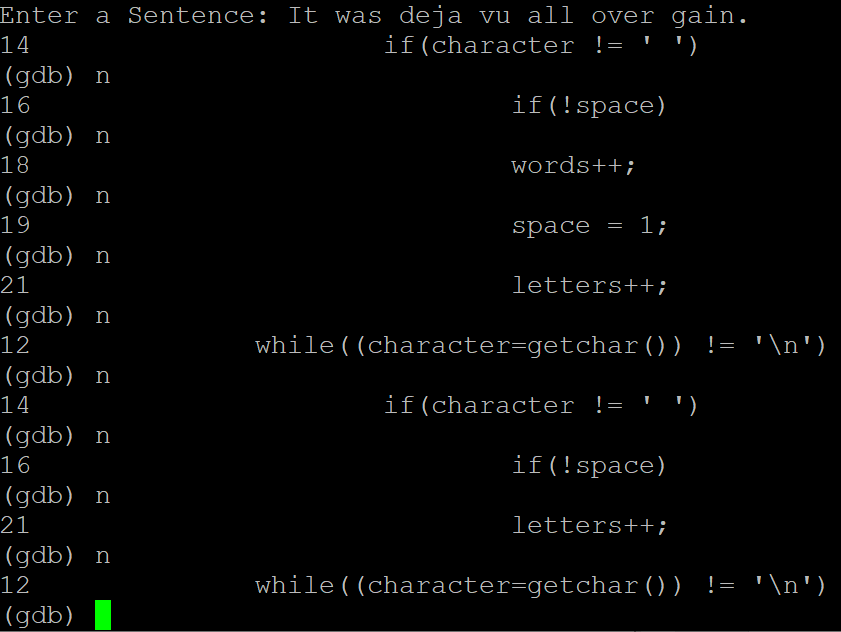 Enter a Sentence: It was deja vu all over gain.
14                      if(character != ' ')
(gdb) n
16                              if(!space)
(gdb) n
18                              words++;
(gdb) n
19                              space = 1;
(gdb) n
21                              letters++;
(gdb) n
12              while((character=getchar()) != '\n')
(gdb) n
14                      if(character != ' ')
(gdb) n
16                              if(!space)
(gdb) n
21                              letters++;
(gdb) n
12              while((character=getchar()) != '\n')
(gdb)